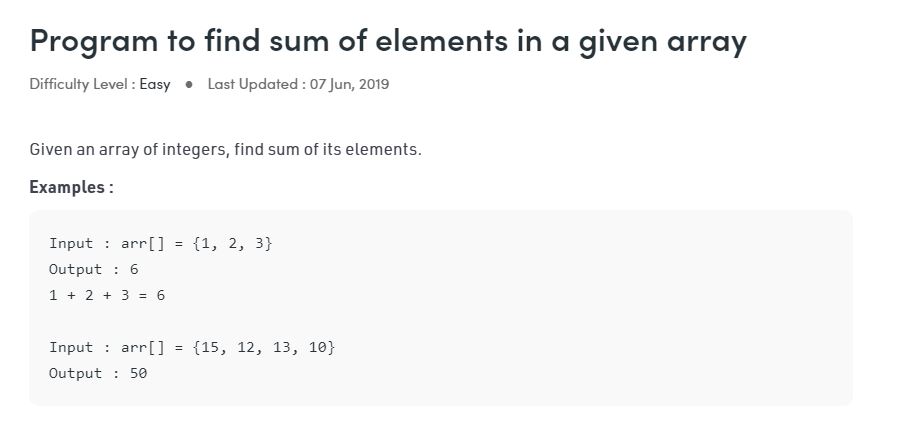 Program to find sum of elements in a given array
Difficulty Level : Easy ● Last Updated : 07 Jun, 2019
Given an array of integers, find sum of its elements.
Examples :
Input : arr[] = {1, 2, 3}
Output : 6
1 + 2 + 3 = 6
Input : arr[] = {15, 12, 13, 10}
Output : 50